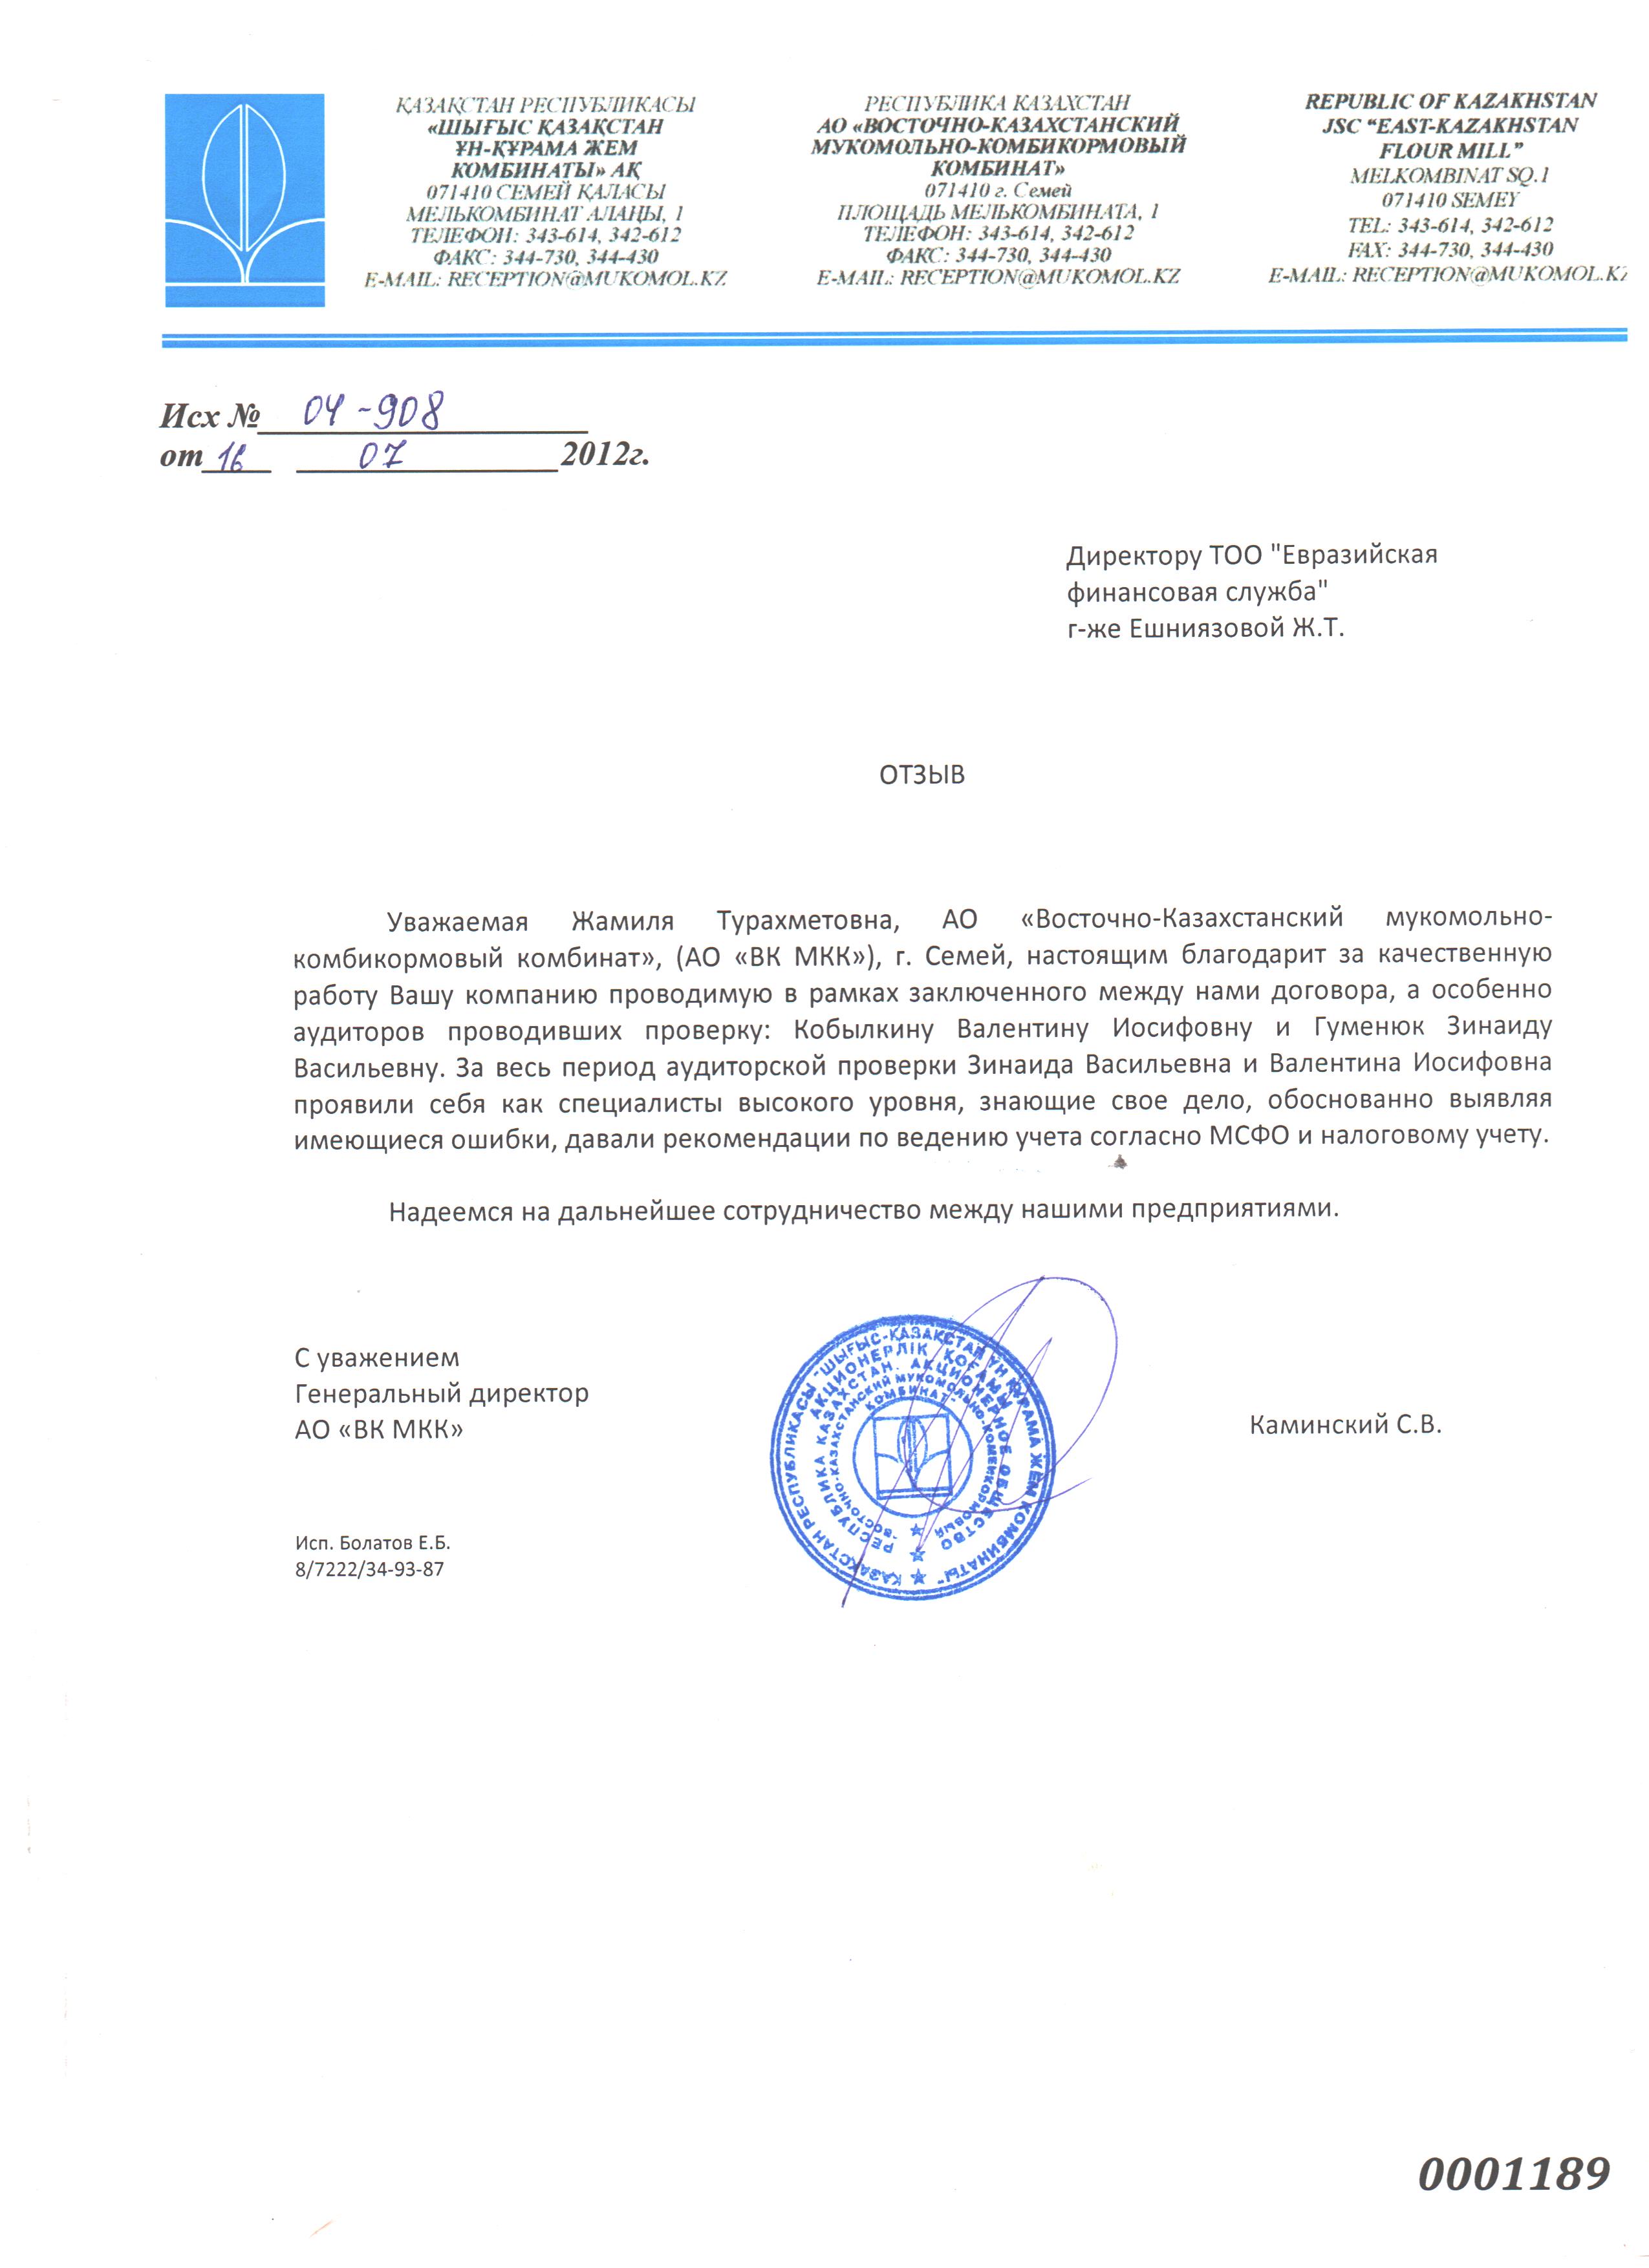 ҚАЗАҚСТАН РЕСПУБЛИКАСЫ
«ШЫҒЫС ҚАЗАҚСТАН
ҰН-ҚҰРАМА ЖЕМ
КОМБИНАТЫ» АҚ
071410 СЕМЕЙ ҚАЛАСЫ
МЕЛЬКОМБИНАТ АЛАҢЫ, 1
ТЕЛЕФОН: 343-614, 342-612
ФАКС: 344-730, 344-430
E-MAIL: RECEPTION@MUKOMOL.KZ
РЕСПУБЛИКА КАЗАХСТАН
АО «ВОСТОЧНО-КАЗАХСТАНСКИЙ
МУКОМОЛЬНО-КОМБИКОРМОВЫЙ
КОМБИНАТ»
071410 г. Семей
ПЛОЩАДЬ МЕЛЬКОМБИНАТА, 1
ТЕЛЕФОН: 343-614, 342-612
ФАКС: 344-730, 344-430
E-MAIL: RECEPTION@MUKOMOL.KZ
REPUBLIC OF KAZAKHSTAN
JSC “EAST-KAZAKHSTAN
FLOUR MILL”
MELKOMBINAT SQ.1
071410 SEMEY
TEL: 343-614, 342-612
FAX: 344-730, 344-430
E-MAIL: RECEPTION@MUKOMOL.KZ
Исх № 04-908
от 16 07 2012г.
Директору ТОО "Евразийская
финансовая служба"
г-же Ешниязовой Ж.Т.
ОТЗЫВ
Уважаемая Жамиля Турахметовна, АО «Восточно-Казахстанский мукомольно-
комбикормовый комбинат», (АО «ВК МКК»), г. Семей, настоящим благодарит за качественную
работу Вашу компанию проводимую в рамках заключенного между нами договора, а особенно
аудиторов проводивших проверку: Кобылкину Валентину Иосифовну и Гуменюк Зинаиду
Васильевну. За весь период аудиторской проверки Зинаида Васильевна и Валентина Иосифовна
проявили себя как специалисты высокого уровня, знающие свое дело, обоснованно выявляя
имеющиеся ошибки, давали рекомендации по ведению учета согласно МСФО и налоговому учету.
Надеемся на дальнейшее сотрудничество между нашими предприятиями.
С уважением
Генеральный директор
АО «ВК МКК»
Каминский С.В.
ҚАЗАҚСТАН РЕСПУБЛИКАСЫ "ШЫҒЫС-ҚАЗАҚСТАН ҰН ҚҰРАМА ЖЕМ КОМБИНАТЫ"
АКЦИОНЕРЛІК ҚОҒАМЫ
РЕСПУБЛИКА КАЗАХСТАН. АКЦИОНЕРНОЕ ОБЩЕСТВО
"ВОСТОЧНО-КАЗАХСТАНСКИЙ МУКОМОЛЬНО-КОМБИКОРМОВЫЙ
КОМБИНАТ"
Исп. Болатов Е.Б.
8/7222/34-93-87
0001189